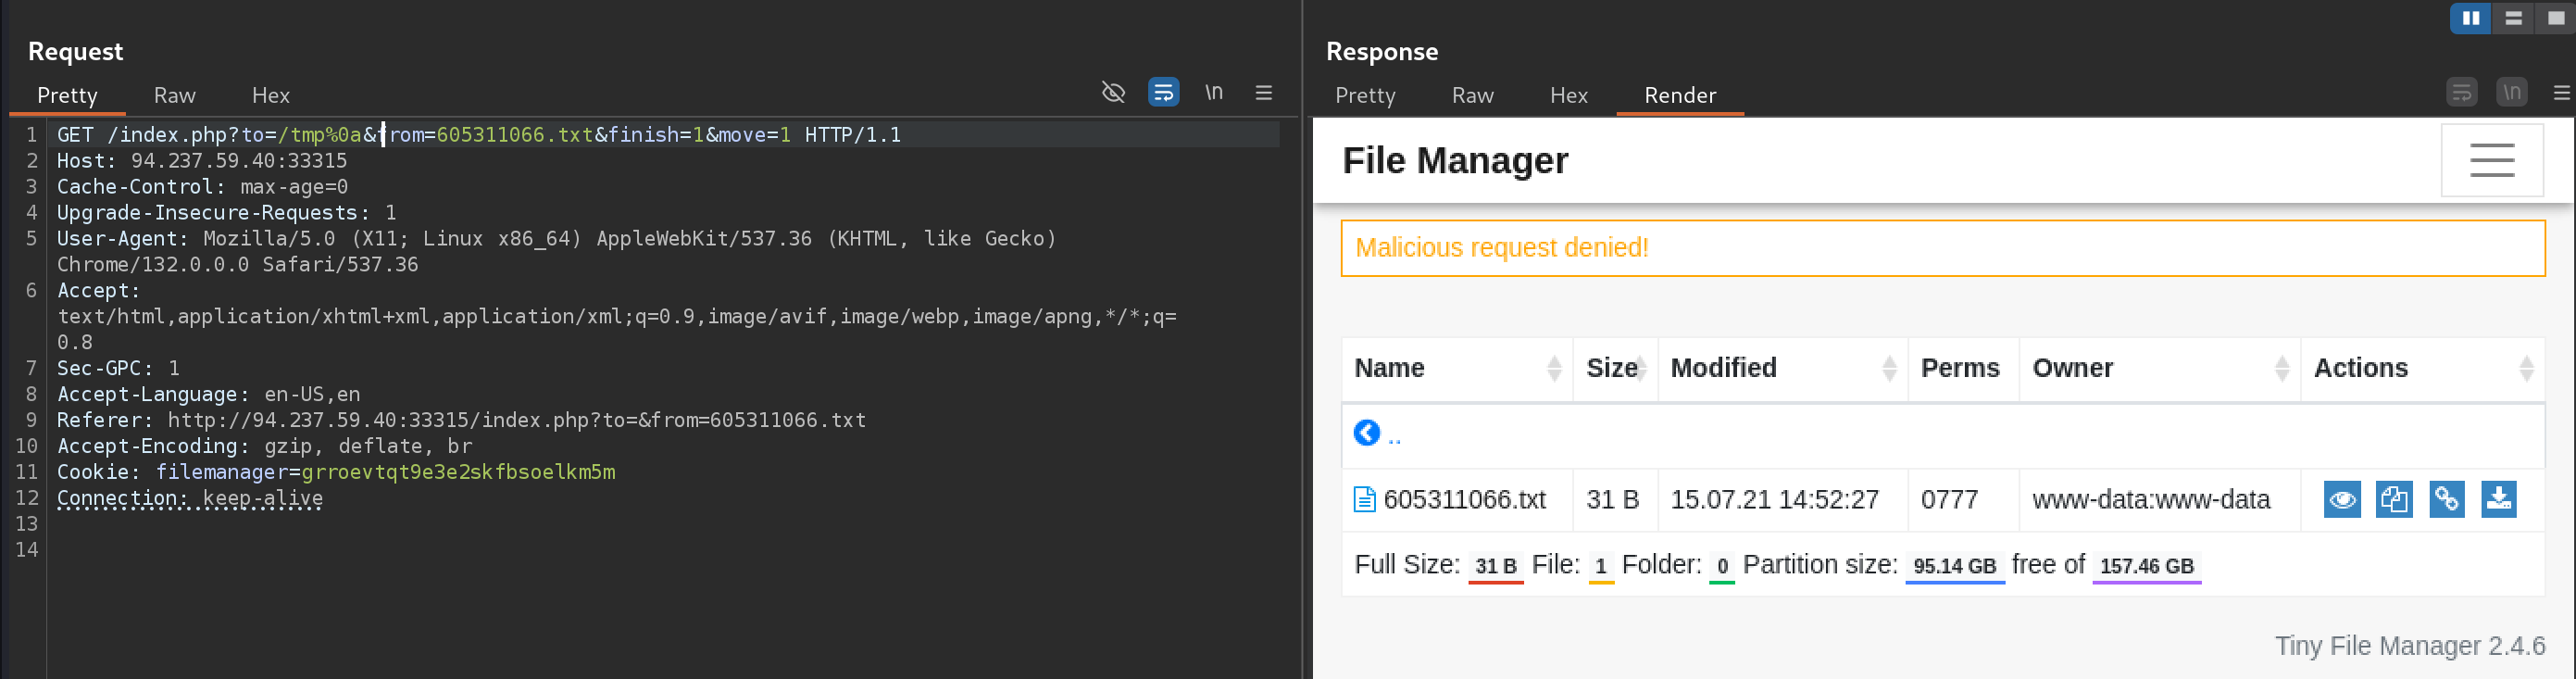 Request
Pretty Raw Hex \n
1 GET /index.php?to=/tmp%0a&from=605311066.txt&finish=1&move=1 HTTP/1.1
2 Host: 94.237.59.40:33315
3 Cache-Control: max-age=0
4 Upgrade-Insecure-Requests: 1
5 User-Agent: Mozilla/5.0 (X11; Linux x86_64) AppleWebKit/537.36 (KHTML, like Gecko)
Chrome/132.0.0.0 Safari/537.36
6 Accept:
text/html,application/xhtml+xml,application/xml;q=0.9,image/avif,image/webp,image/apng,*/*;q=
0.8
7 Sec-GPC: 1
8 Accept-Language: en-US,en
9 Referer: http://94.237.59.40:33315/index.php?to=&from=605311066.txt
10 Accept-Encoding: gzip, deflate, br
11 Cookie: filemanager=grroevtqt9e3e2skfbsoelkm5m
12 Connection: keep-alive
13
14
Response
Pretty Raw Hex Render \n
File Manager
Malicious request denied!
Name Size Modified Perms Owner Actions
..
605311066.txt 31 B 15.07.21 14:52:27 0777 www-data:www-data
Full Size: 31 B File: 1 Folder: 0 Partition size: 95.14 GB free of 157.46 GB
Tiny File Manager 2.4.6